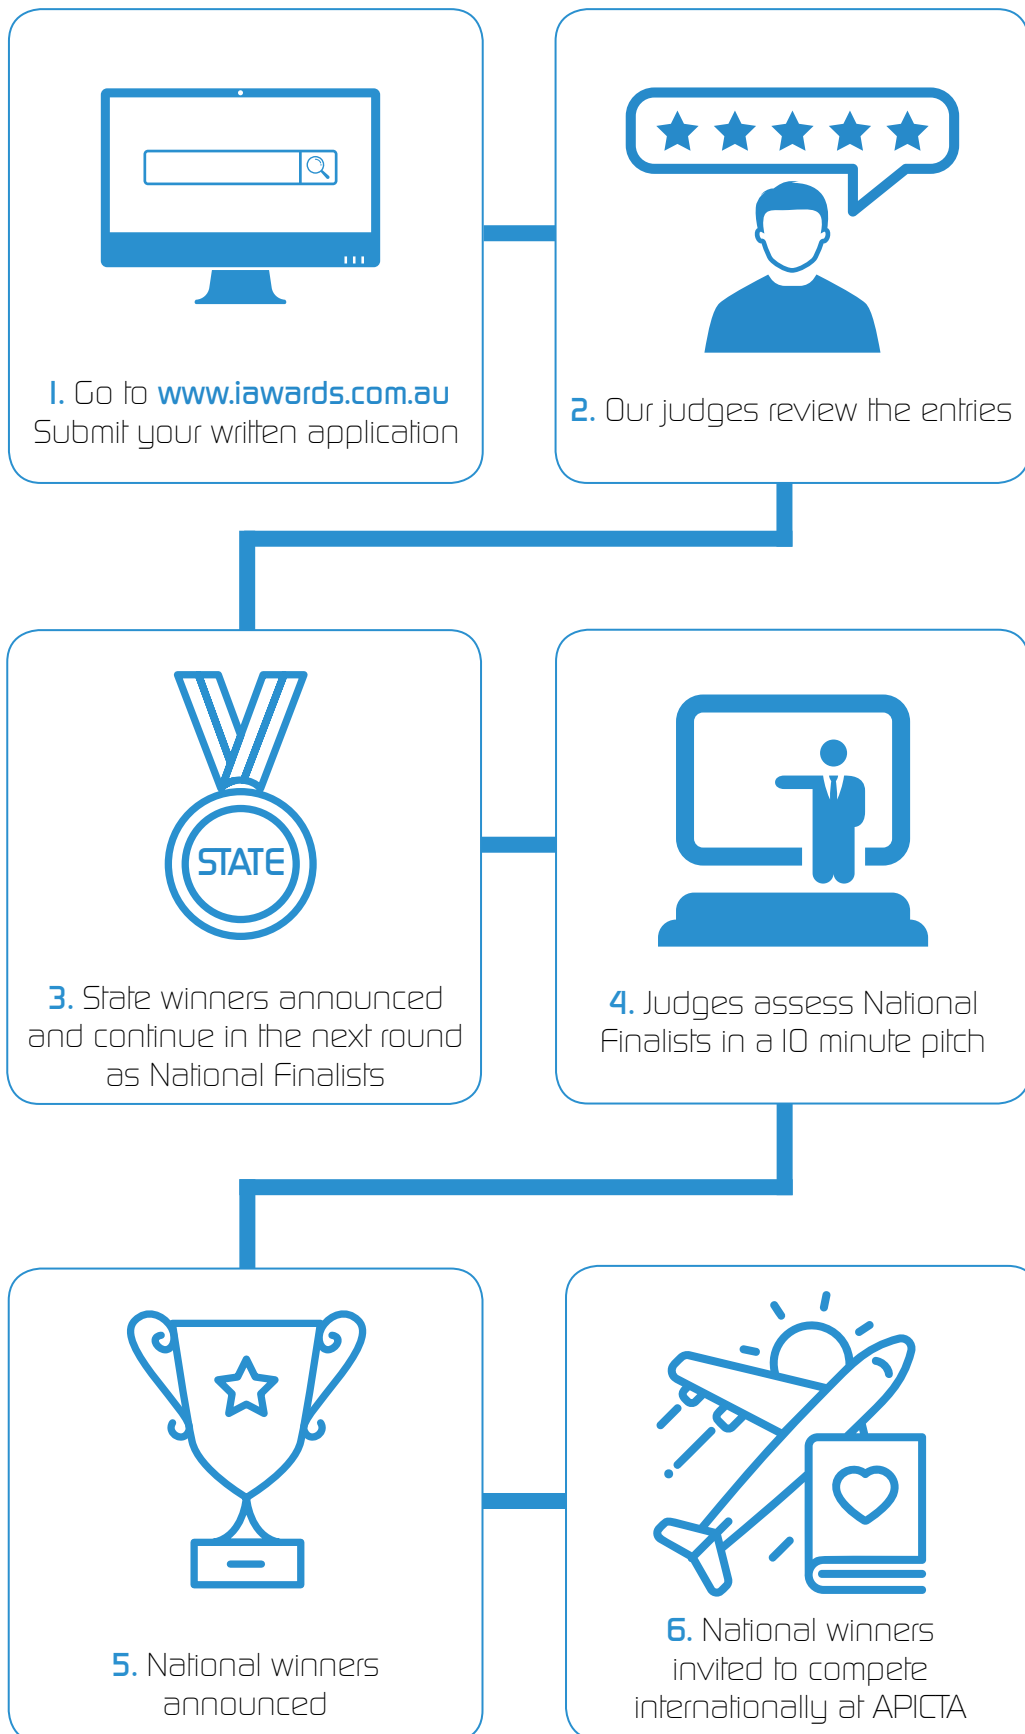 1. Go to www.iawards.com.au
Submit your written application
2. Our judges review the entries
STATE
3. State winners announced
and continue in the next round
as National Finalists
4. Judges assess National
Finalists in a 10 minute pitch
5. National winners
announced
6. National winners
invited to compete
internationally at APICTA